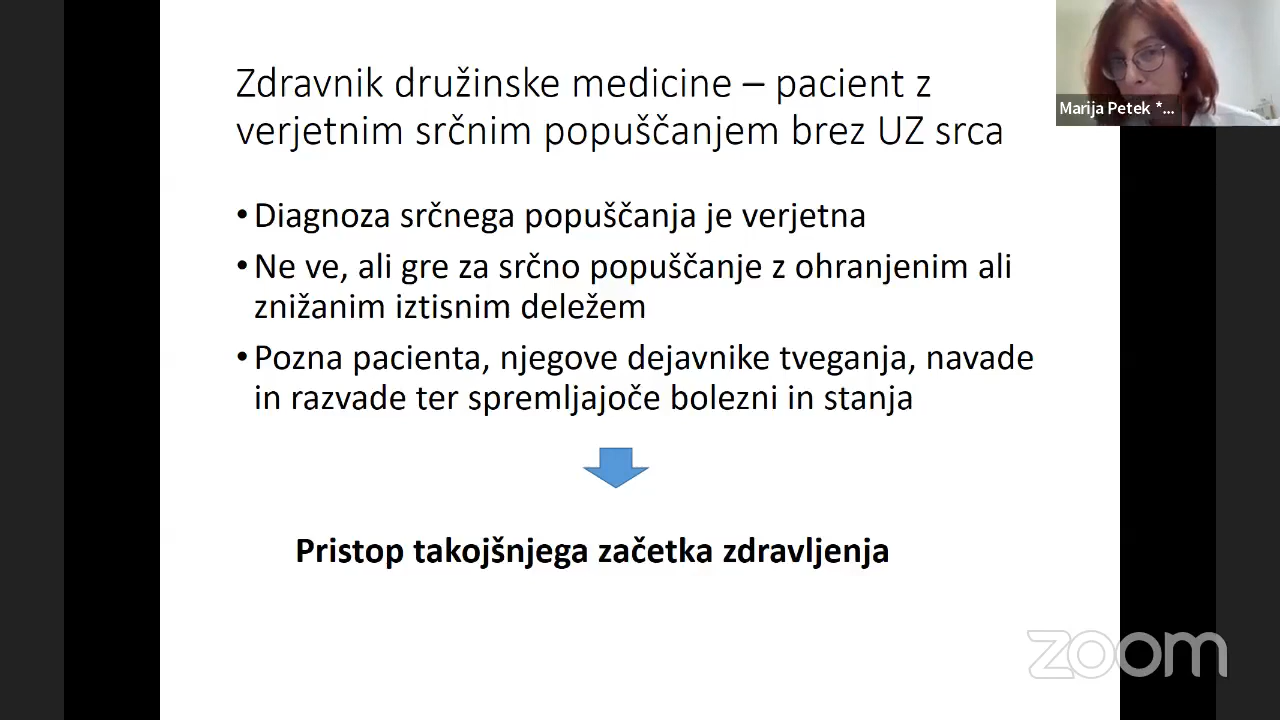 Zdravnik družinske medicine – pacient z
verjetnim srčnim popuščanjem brez UZ srca
• Diagnoza srčnega popuščanja je verjetna
• Ne ve, ali gre za srčno popuščanje z ohranjenim ali
znižanim iztisnim deležem
• Pozna pacienta, njegove dejavnike tveganja, navade
in razvade ter spremljajoče bolezni in stanja
Pristop takojšnjega začetka zdravljenja
Marija Petek *...
zoom